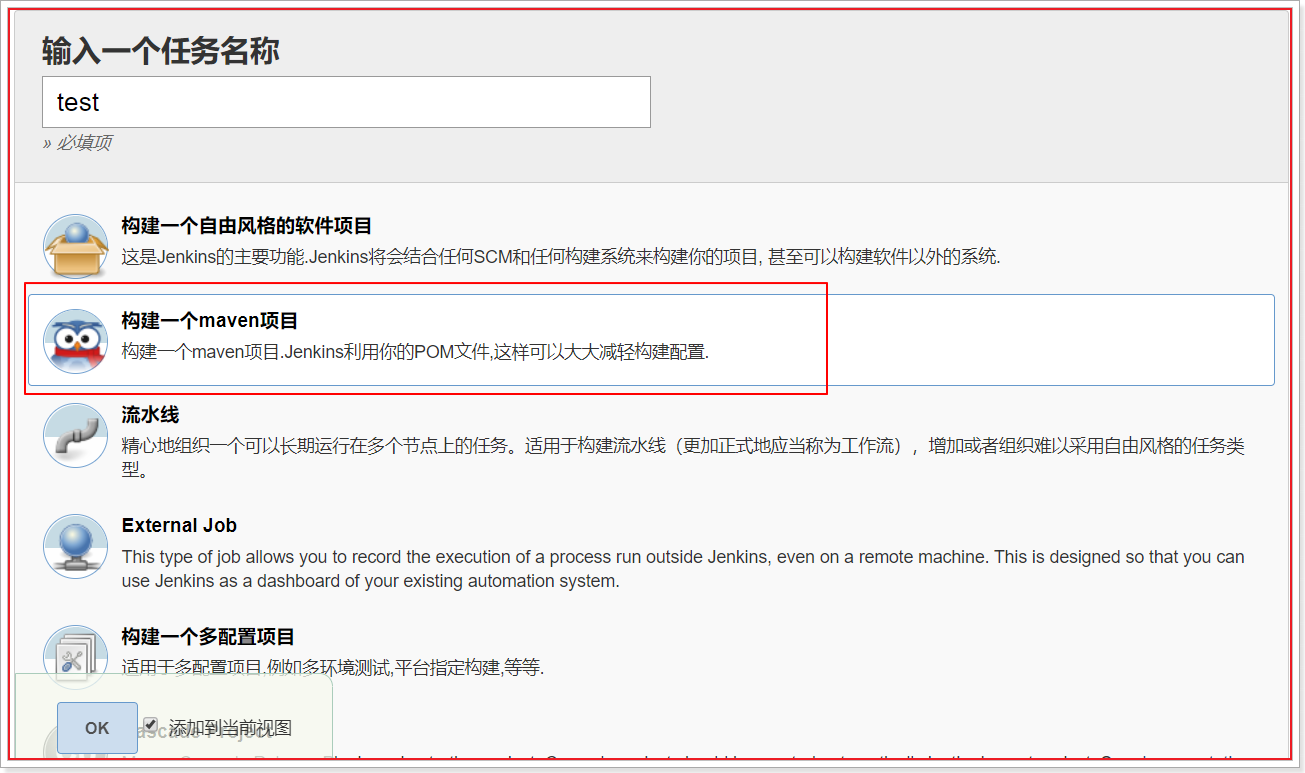 输入一个任务名称
test
» 必填项
构建一个自由风格的软件项目
这是Jenkins的主要功能.Jenkins将会结合任何SCM和任何构建系统来构建你的项目, 甚至可以构建软件以外的系统.
构建一个maven项目
构建一个maven项目.Jenkins利用你的POM文件,这样可以大大减轻构建配置.
流水线
精心地组织一个可以长期运行在多个节点上的任务。适用于构建流水线（更加正式地应当称为工作流），增加或者组织难以采用自由风格的任务类
型。
External Job
This type of job allows you to record the execution of a process run outside Jenkins, even on a remote machine. This is designed so that you can
use Jenkins as a dashboard of your existing automation system.
构建一个多配置项目
适用于多配置项目,例如多环境测试,平台指定构建,等等.
OK 添加到当前视图